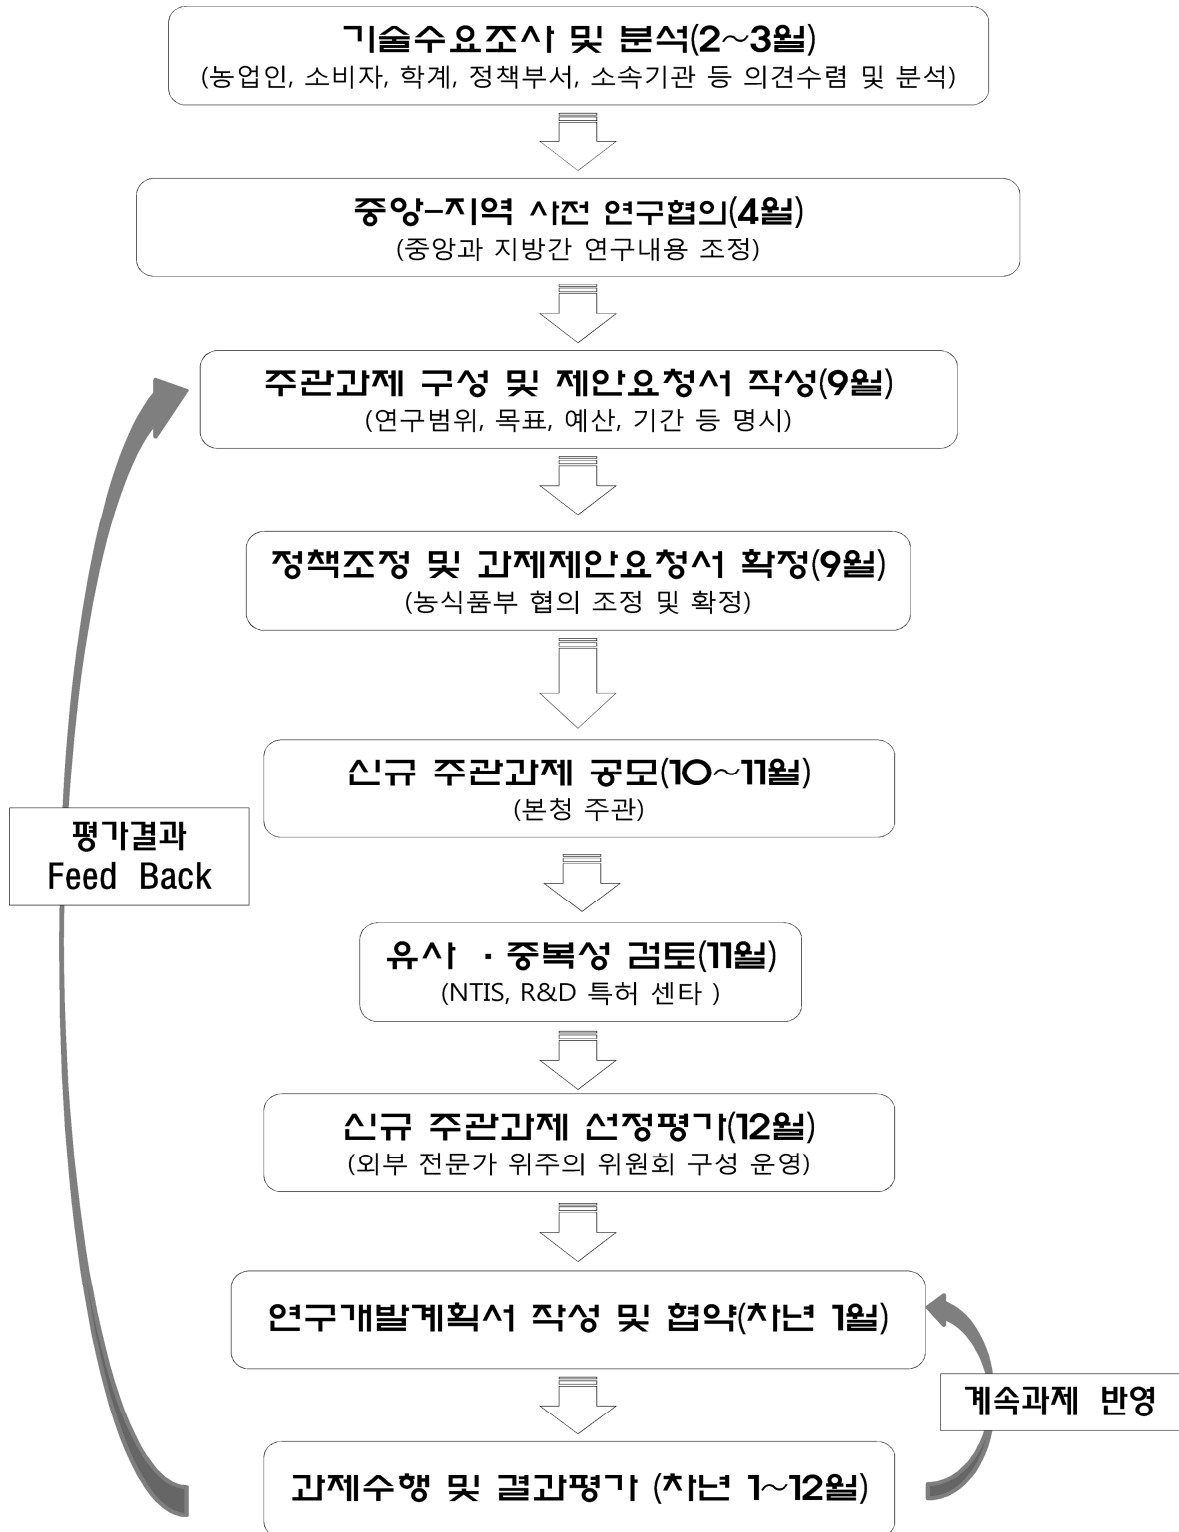 기술수요조사 및 분석(2~3월)
(농업인, 소비자, 학계, 정책부서, 소속기관 등 의견수렴 및 분석)
중앙-지역 사전 연구협의(4월)
(중앙과 지방간 연구내용 조정)
주관과제 구성 및 제안요청서 작성(9월)
(연구범위, 목표, 예산, 기간 등 명시)
정책조정 및 과제제안요청서 확정(9월)
(농식품부 협의 조정 및 확정)
신규 주관과제 공모(10~11월)
(본청 주관)
평가결과
Feed Back
유사 · 중복성 검토(11월)
(NTIS, R&D 특허 센타 )
신규 주관과제 선정평가(12월)
(외부 전문가 위주의 위원회 구성 운영)
연구개발계획서 작성 및 협약(차년 1월)
계속과제 반영
과제수행 및 결과평가 (차년 1~12월)